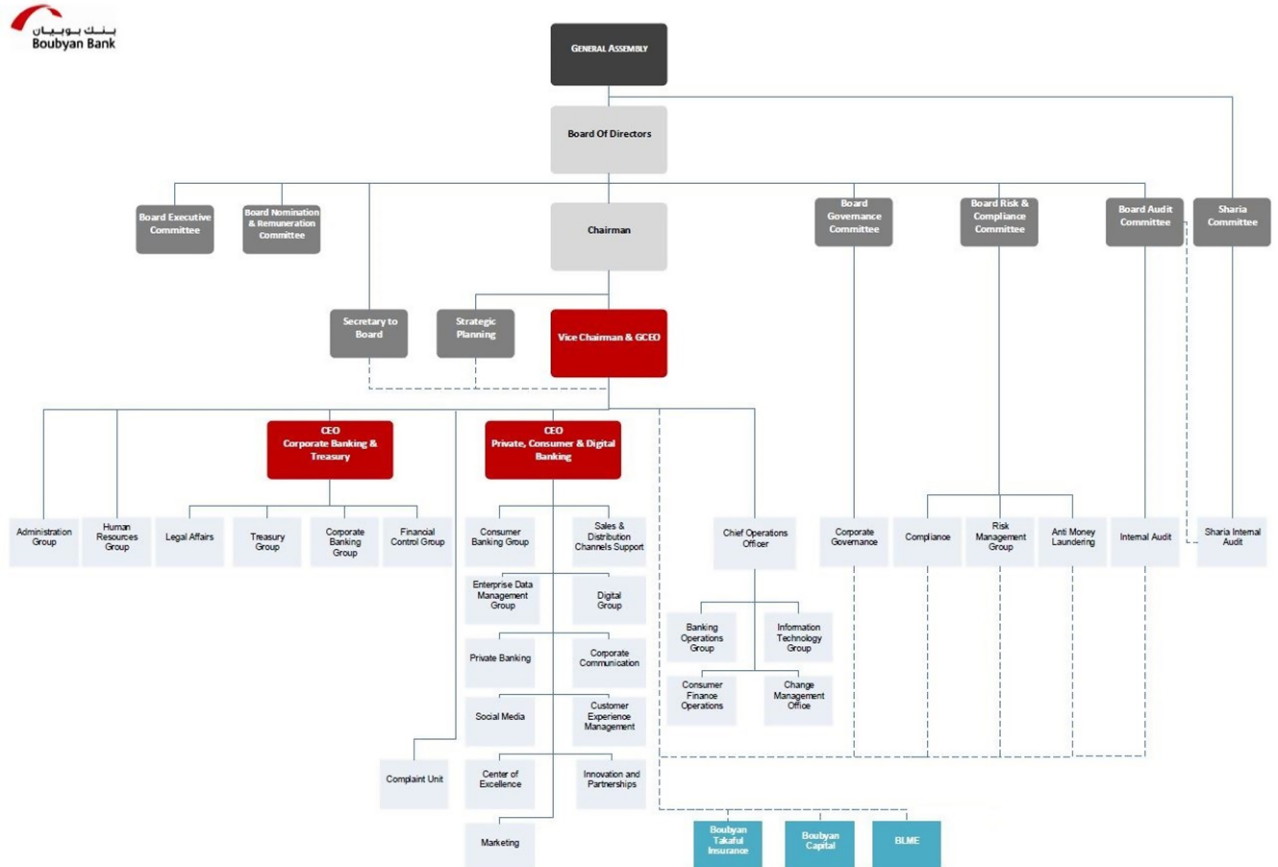 بنك بوبيان
Boubyan Bank
GENERAL ASSEMBLY
Board Of Directors
Board Executive
Committee
Board Nomination
& Remuneration
Committee
Chairman
Board
Governance
Committee
Board Risk &
Compliance
Committee
Board Audit
Committee
Sharia
Committee
Secretary to
Board
Strategic
Planning
Vice Chairman & GCEO
CEO
Corporate Banking &
Treasury
CEO
Private, Consumer & Digital
Banking
Administration
Group
Human
Resources
Group
Legal Affairs
Treasury
Group
Corporate
Banking
Group
Financial
Control Group
Consumer
Banking Group
Sales &
Distribution
Channels Support
Chief Operations
Officer
Corporate
Governance
Compliance
Risk
Management
Group
Anti Money
Laundering
Internal Audit
Sharia Internal
Audit
Enterprise Data
Management
Group
Digital
Group
Banking
Operations
Group
Information
Technology
Group
Private Banking
Corporate
Communication
Consumer
Finance
Operations
Change
Management
Office
Social Media
Customer
Experience
Management
Complaint Unit
Center of
Excellence
Innovation and
Partnerships
Marketing
Boubyan
Takaful
Insurance
Boubyan
Capital
BLME